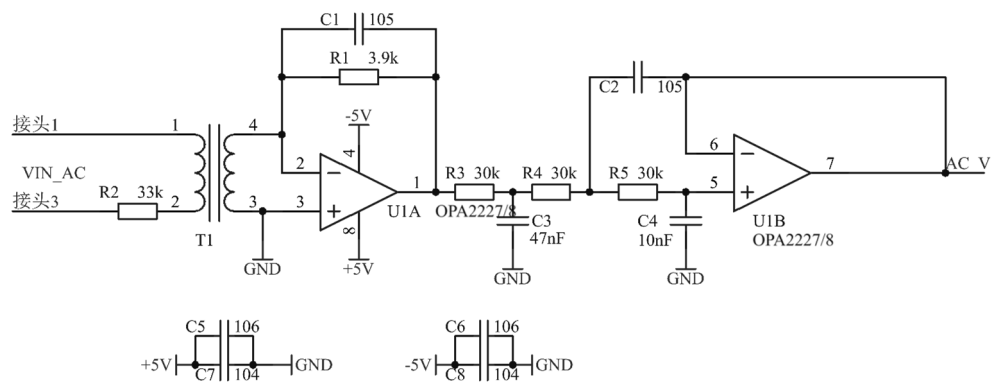 C1 105
R1 3.9k
C2 105
-5V
接头1 1 4
2 4
6
7
AC_V
VIN_AC
R2 33k
接头3 2 3
3 8
1
R3 30k R4 30k R5 30k
5
U1A OPA2227/8
C3
47nF
C4
10nF
U1B
OPA2227/8
T1
GND +5V
GND GND
C5 106
+5V GND
C7 104
C6 106
-5V GND
C8 104